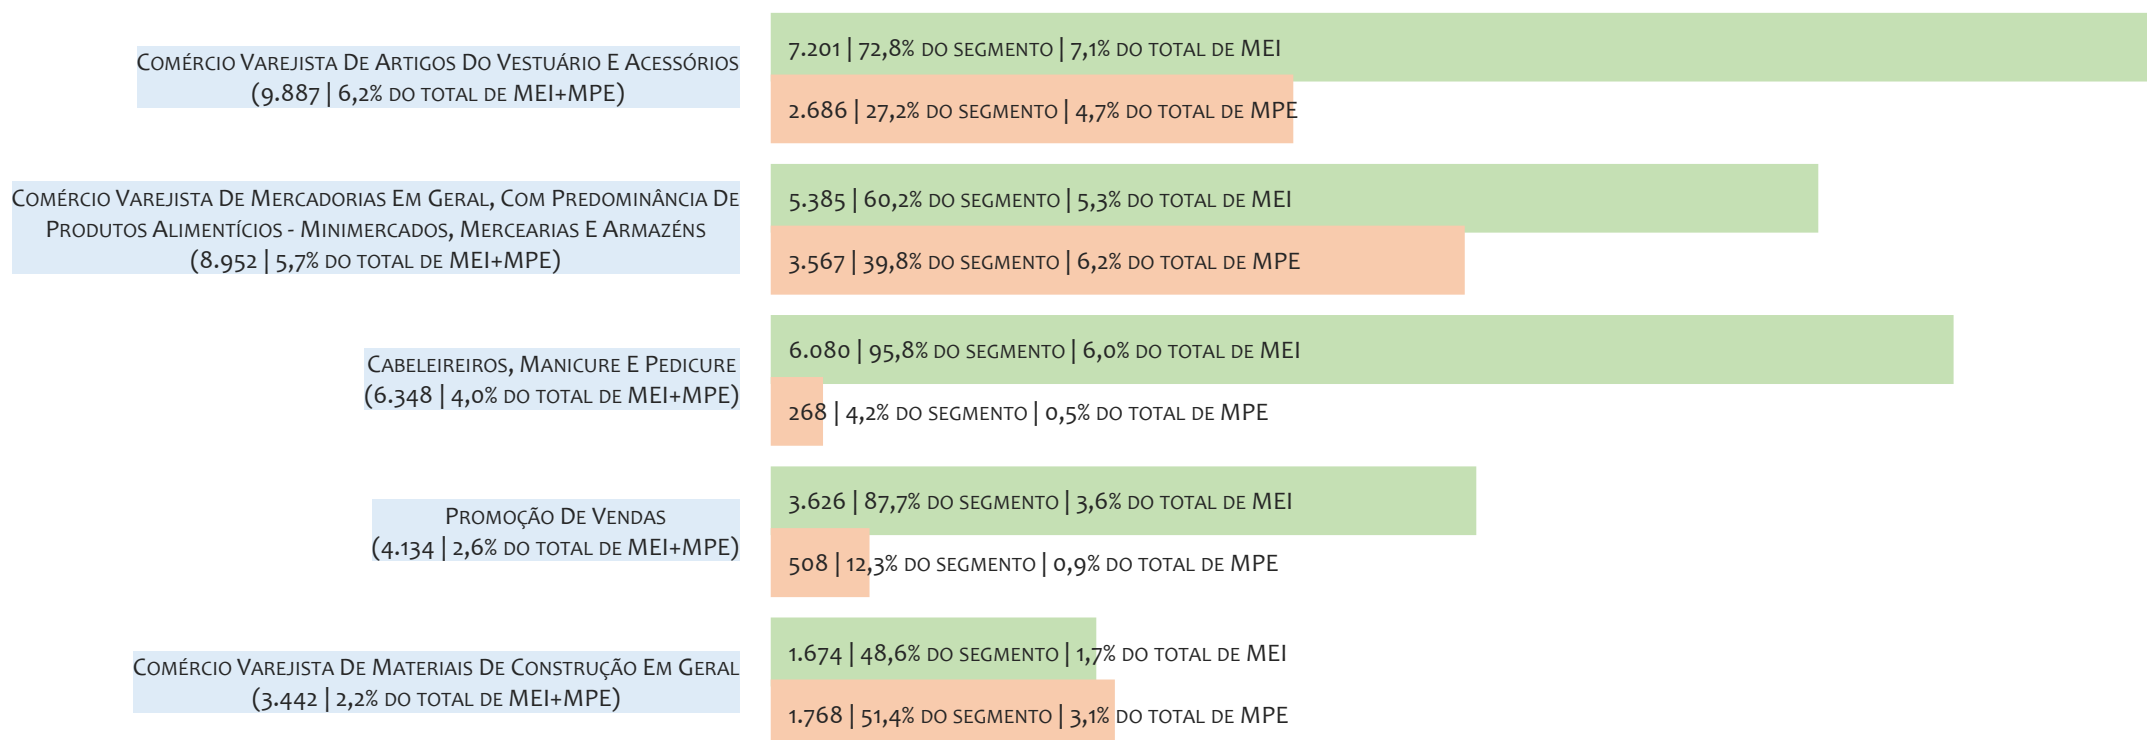 Comércio Varejista De Artigos Do Vestuário E Acessórios
(9.887 | 6,2% do total de MEI+MPE)
7.201 | 72,8% do segmento | 7,1% do total de MEI
2.686 | 27,2% do segmento | 4,7% do total de MPE
Comércio Varejista De Mercadorias Em Geral, Com Predominância De
Produtos Alimentícios - Minimercados, Mercearias E Armazéns
(8.952 | 5,7% do total de MEI+MPE)
5.385 | 60,2% do segmento | 5,3% do total de MEI
3.567 | 39,8% do segmento | 6,2% do total de MPE
Cabeleireiros, Manicure E Pedicure
(6.348 | 4,0% do total de MEI+MPE)
6.080 | 95,8% do segmento | 6,0% do total de MEI
268 | 4,2% do segmento | 0,5% do total de MPE
Promoção De Vendas
(4.134 | 2,6% do total de MEI+MPE)
3.626 | 87,7% do segmento | 3,6% do total de MEI
508 | 12,3% do segmento | 0,9% do total de MPE
Comércio Varejista De Materiais De Construção Em Geral
(3.442 | 2,2% do total de MEI+MPE)
1.674 | 48,6% do segmento | 1,7% do total de MEI
1.768 | 51,4% do segmento | 3,1% do total de MPE